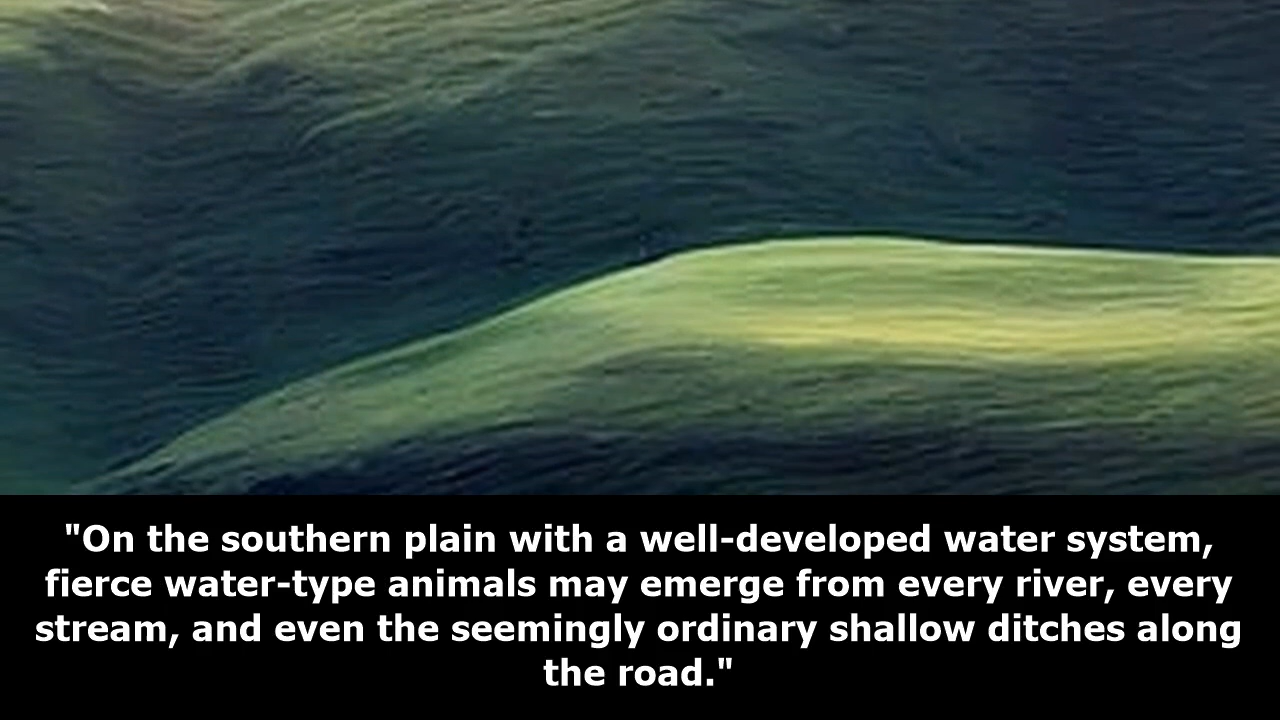 "On the southern plain with a well-developed water system,
fierce water-type animals may emerge from every river, every
stream, and even the seemingly ordinary shallow ditches along
the road."